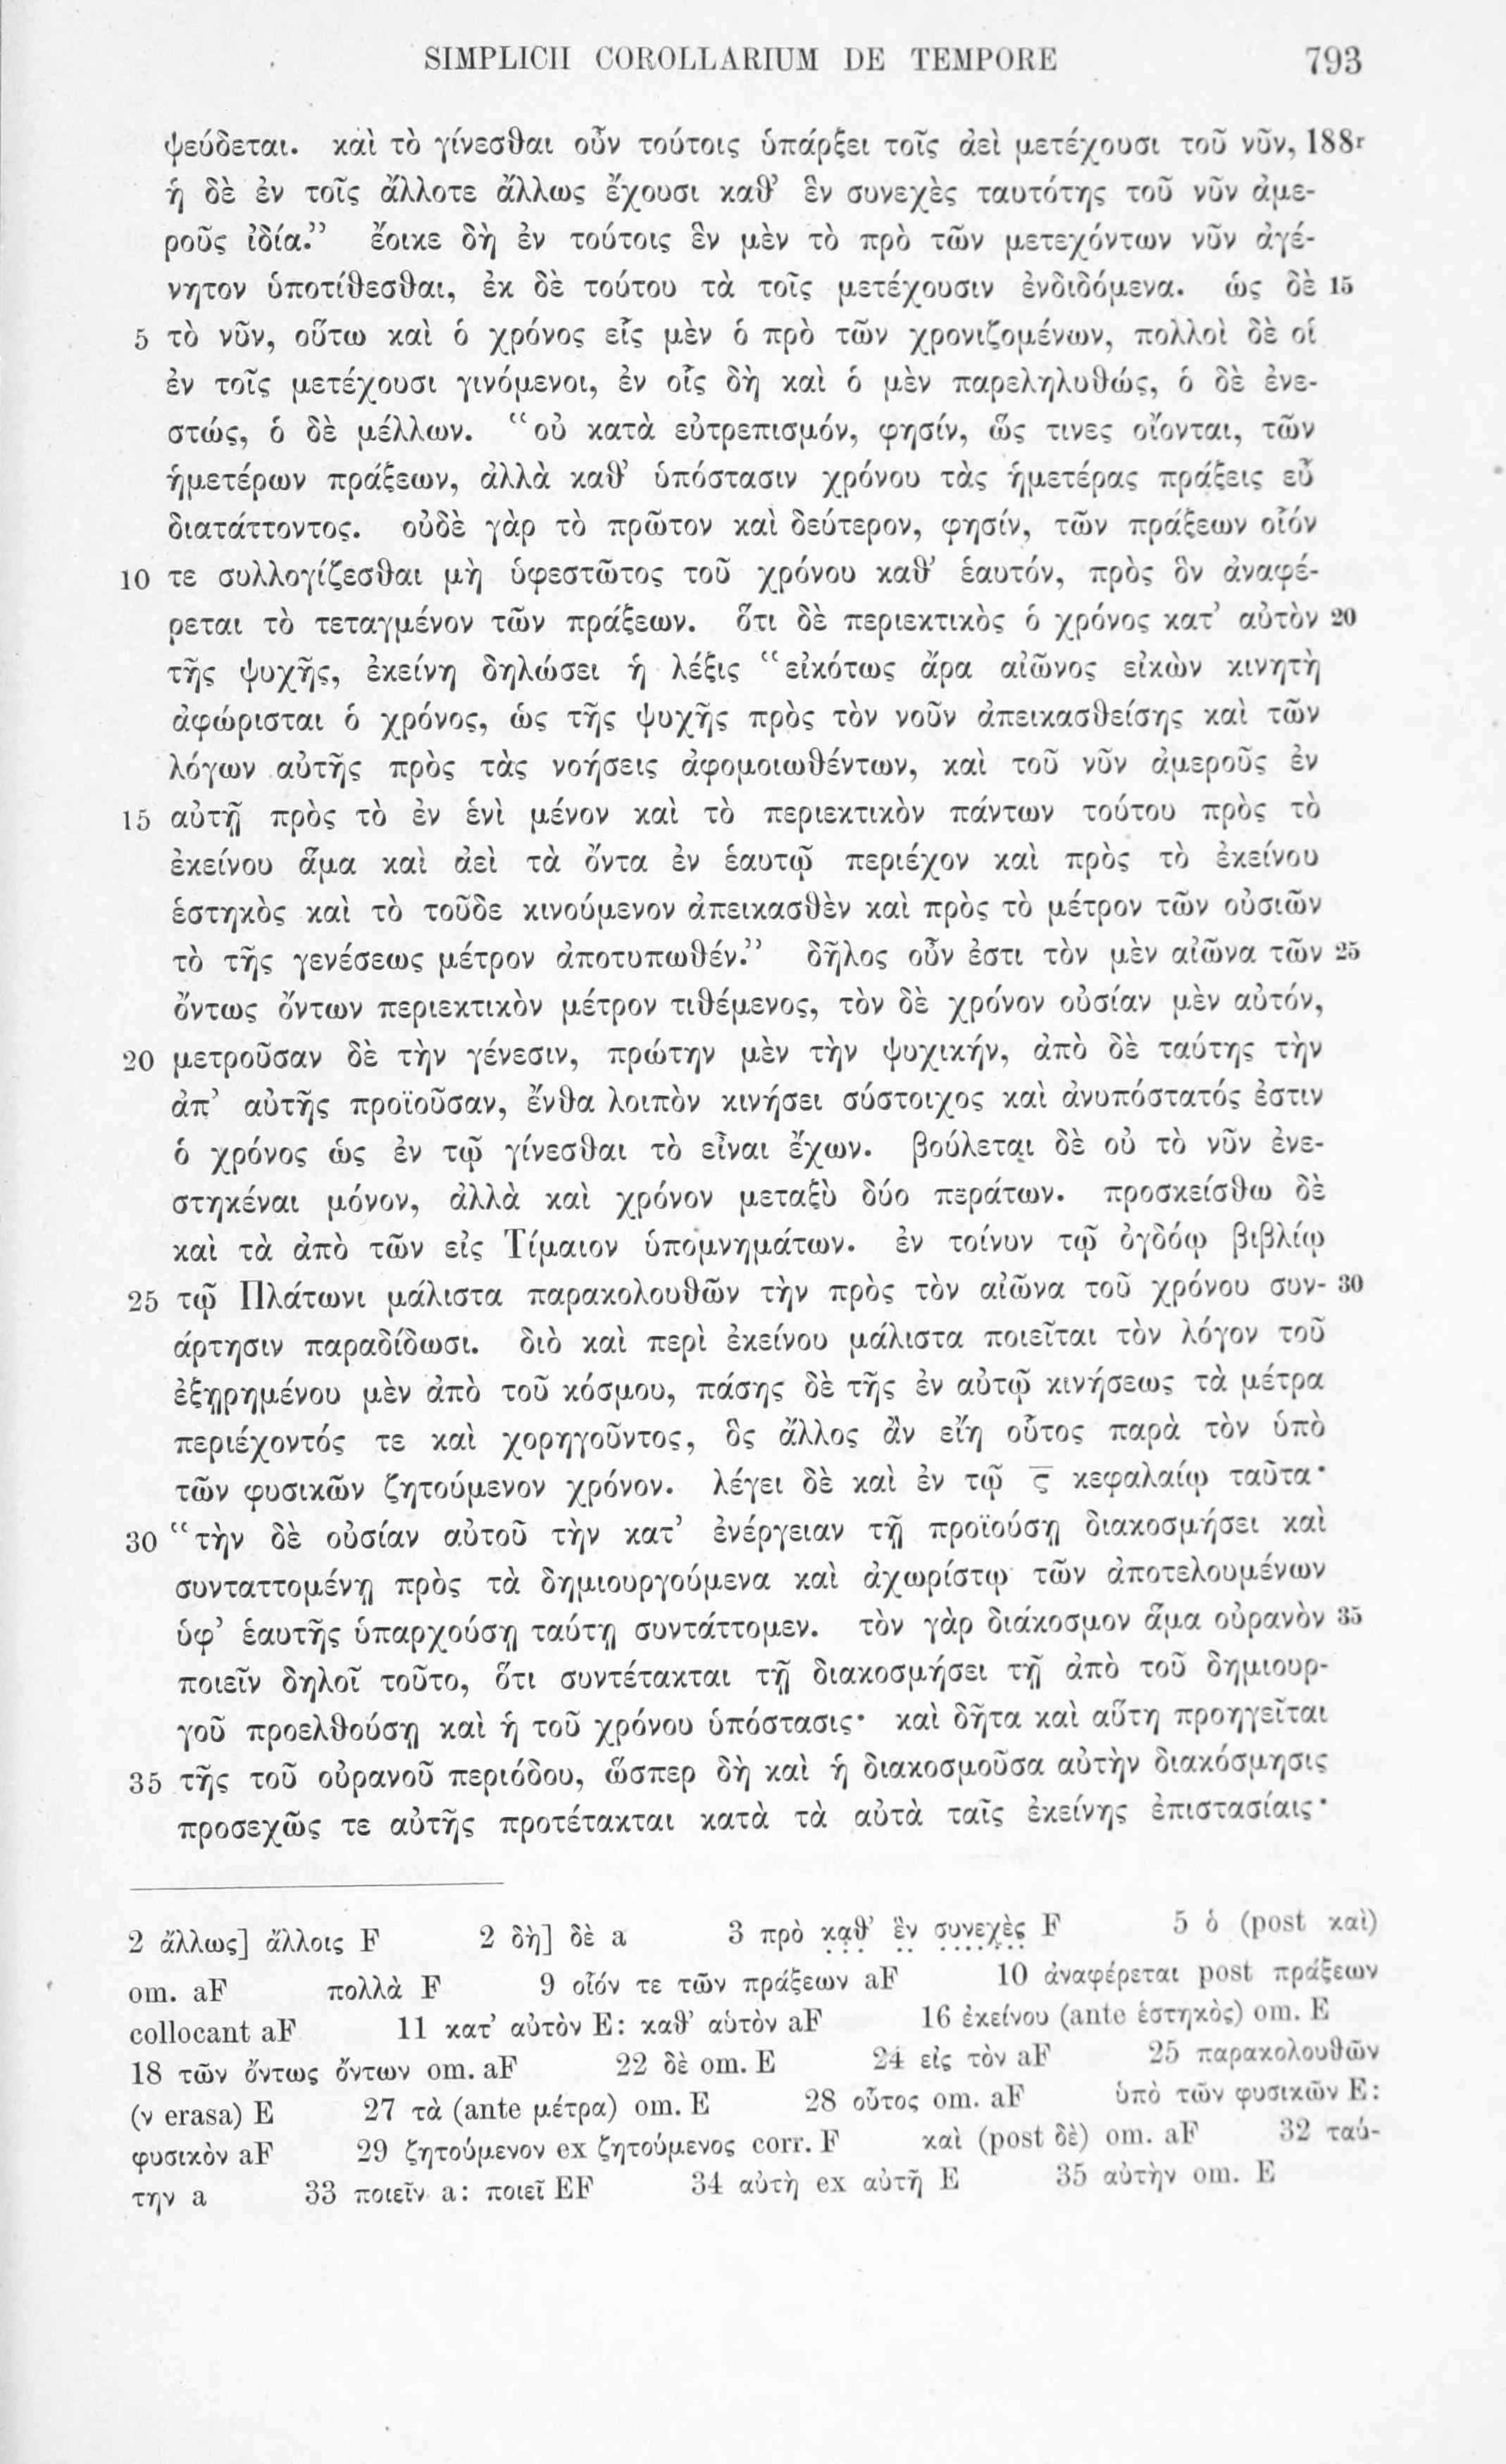 SIMPLICII COROLLARIUM DE TEMPORE 793
ψεύδεται. καὶ τὸ γίνεσθαι οὖν τούτοις ὑπάρξει τοῖς ἀεὶ μετέχουσι τοῦ νῦν, 188r
ἡ δὲ ἐν τοῖς ἄλλοτε ἄλλως ἔχουσι καθ’ ἓν συνεχὲς ταυτότης τοῦ νῦν ἀμε-
ροῦς ἰδία.” ἔοικε δὴ ἐν τούτοις ἓν μὲν τὸ πρὸ τῶν μετεχόντων νῦν ἀγέ-
νητον ὑποτίθεσθαι, ἐκ δὲ τούτου τὰ τοῖς μετέχουσιν ἐνδιδόμενα. ὡς δὲ 15
5 τὸ νῦν, οὕτω καὶ ὁ χρόνος εἷς μὲν ὁ πρὸ τῶν χρονιζομένων, πολλοὶ δὲ οἱ
ἐν τοῖς μετέχουσι γινόμενοι, ἐν οἷς δὴ καὶ ὁ μὲν παρεληλυθώς, ὁ δὲ ἐνε-
στώς, ὁ δὲ μέλλων. “οὐ κατὰ εὐτρεπισμόν, φησίν, ὥς τινες οἴονται, τῶν
ἡμετέρων πράξεων, ἀλλὰ καθ’ ὑπόστασιν χρόνου τὰς ἡμετέρας πράξεις εὖ
διατάττοντος. οὐδὲ γὰρ τὸ πρῶτον καὶ δεύτερον, φησίν, τῶν πράξεων οἷόν
10 τε συλλογίζεσθαι μὴ ὑφεστῶτος τοῦ χρόνου καθ’ ἑαυτόν, πρὸς ὃν ἀναφέ-
ρεται τὸ τεταγμένον τῶν πράξεων. ὅτι δὲ περιεκτικὸς ὁ χρόνος κατ’ αὐτὸν 20
τῆς ψυχῆς, ἐκείνη δηλώσει ἡ λέξις “εἰκότως ἄρα αἰῶνος εἰκὼν κινητὴ
ἀφώρισται ὁ χρόνος, ὡς τῆς ψυχῆς πρὸς τὸν νοῦν ἀπεικασθείσης καὶ τῶν
λόγων αὐτῆς πρὸς τὰς νοήσεις ἀφομοιωθέντων, καὶ τοῦ νῦν ἀμεροῦς ἐν
15 αὐτῇ πρὸς τὸ ἐν ἑνὶ μένον καὶ τὸ περιεκτικὸν πάντων τούτου πρὸς τὸ
ἐκείνου ἅμα καὶ ἀεὶ τὰ ὄντα ἐν ἑαυτῷ περιέχον καὶ πρὸς τὸ ἐκείνου
ἑστηκὸς καὶ τὸ τοῦδε κινούμενον ἀπεικασθὲν καὶ πρὸς τὸ μέτρον τῶν οὐσιῶν
τὸ τῆς γενέσεως μέτρον ἀποτυπωθέν.” δῆλος οὖν ἐστι τὸν μὲν αἰῶνα τῶν 25
ὄντως ὄντων περιεκτικὸν μέτρον τιθέμενος, τὸν δὲ χρόνον οὐσίαν μὲν αὐτόν,
20 μετροῦσαν δὲ τὴν γένεσιν, πρώτην μὲν τὴν ψυχικήν, ἀπὸ δὲ ταύτης τὴν
ἀπ’ αὐτῆς προϊοῦσαν, ἔνθα λοιπὸν κινήσει σύστοιχος καὶ ἀνυπόστατός ἐστιν
ὁ χρόνος ὡς ἐν τῷ γίνεσθαι τὸ εἶναι ἔχων. βούλεται δὲ οὐ τὸ νῦν ἐνε-
στηκέναι μόνον, ἀλλὰ καὶ χρόνον μεταξὺ δύο περάτων. προσκείσθω δὲ
καὶ τὰ ἀπὸ τῶν εἰς Τίμαιον ὑπομνημάτων. ἐν τοίνυν τῷ ὀγδόῳ βιβλίῳ
25 τῷ Πλάτωνι μάλιστα παρακολουθῶν τὴν πρὸς τὸν αἰῶνα τοῦ χρόνου συν- 30
άρτησιν παραδίδωσι. διὸ καὶ περὶ ἐκείνου μάλιστα ποιεῖται τὸν λόγον τοῦ
ἐξῃρημένου μὲν ἀπὸ τοῦ κόσμου, πάσης δὲ τῆς ἐν αὐτῷ κινήσεως τὰ μέτρα
περιέχοντός τε καὶ χορηγοῦντος, ὃς ἄλλος ἂν εἴη οὗτος παρὰ τὸν ὑπὸ
τῶν φυσικῶν ζητούμενον χρόνον. λέγει δὲ καὶ ἐν τῷ ς̅ κεφαλαίῳ ταῦτα·
30 “τὴν δὲ οὐσίαν αὐτοῦ τὴν κατ’ ἐνέργειαν τῇ προϊούσῃ διακοσμήσει καὶ
συνταττομένῃ πρὸς τὰ δημιουργούμενα καὶ ἀχωρίστῳ τῶν ἀποτελουμένων
ὑφ’ ἑαυτῆς ὑπαρχούσῃ ταύτῃ συντάττομεν. τὸν γὰρ διάκοσμον ἅμα οὐρανὸν 35
ποιεῖν δηλοῖ τοῦτο, ὅτι συντέτακται τῇ διακοσμήσει τῇ ἀπὸ τοῦ δημιουρ-
γοῦ προελθούσῃ καὶ ἡ τοῦ χρόνου ὑπόστασις· καὶ δῆτα καὶ αὕτη προηγεῖται
35 τῆς τοῦ οὐρανοῦ περιόδου, ὥσπερ δὴ καὶ ἡ διακοσμοῦσα αὐτὴν διακόσμησις
προσεχῶς τε αὐτῆς προτέτακται κατὰ τὰ αὐτὰ ταῖς ἐκείνης ἐπιστασίαις·
2 ἄλλως] ἄλλοις F 2 δὴ] δὲ a 3 πρὸ καθ’ ἓν συνεχὲς F 5 ὁ (post καὶ)
om. aF πολλὰ F 9 οἷόν τε τῶν πράξεων aF 10 ἀναφέρεται post πράξεων
collocant aF 11 κατ’ αὐτὸν E: καθ’ αὑτὸν aF 16 ἐκείνου (ante ἑστηκὸς) om. E
18 τῶν ὄντως ὄντων om. aF 22 δὲ om. E 24 εἰς τὸν aF 25 παρακολουθῶν
(ν erasa) E 27 τὰ (ante μέτρα) om. E 28 οὗτος om. aF ὑπὸ τῶν φυσικῶν E:
φυσικὸν aF 29 ζητούμενον ex ζητούμενος corr. F καὶ (post δὲ) om. aF 32 ταύ-
την a 33 ποιεῖν a: ποιεῖ EF 34 αὐτὴ ex αὐτῆ E 35 αὐτὴν om. E